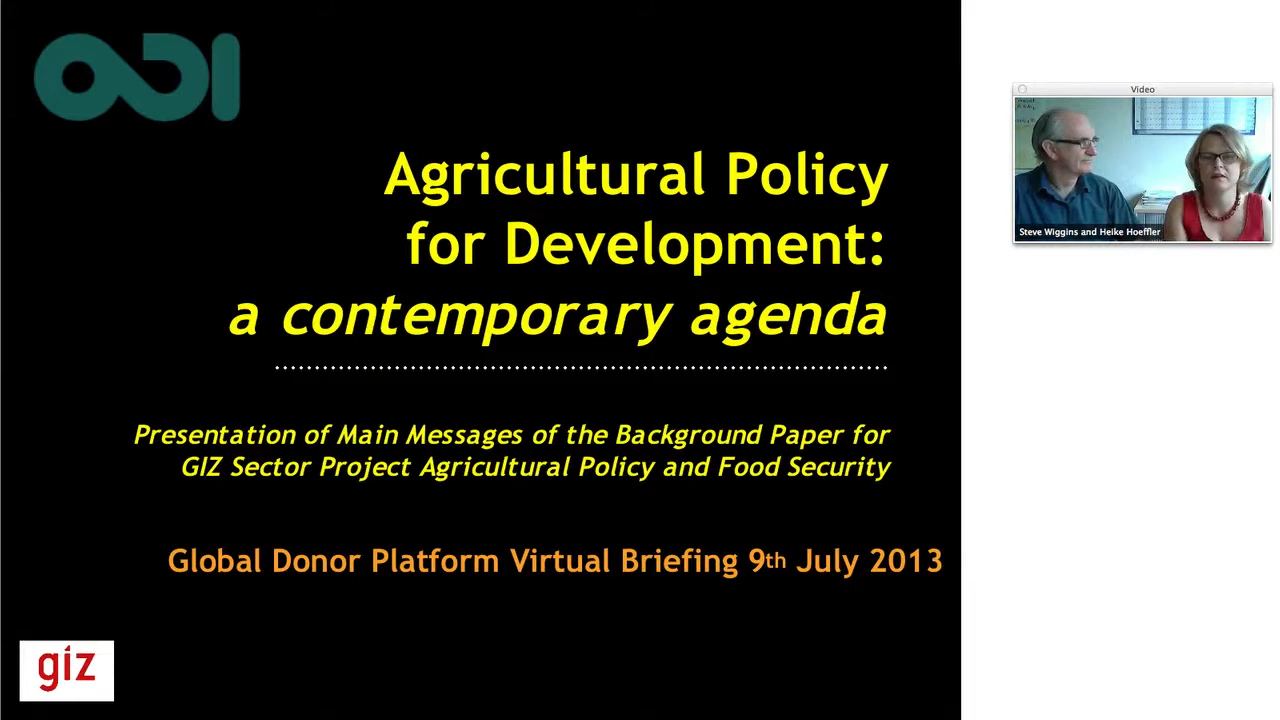 ODI
Agricultural Policy
for Development:
a contemporary agenda
Presentation of Main Messages of the Background Paper for
GIZ Sector Project Agricultural Policy and Food Security
Global Donor Platform Virtual Briefing 9th July 2013
giz
Video
Steve Wiggins and Heike Hoeffler